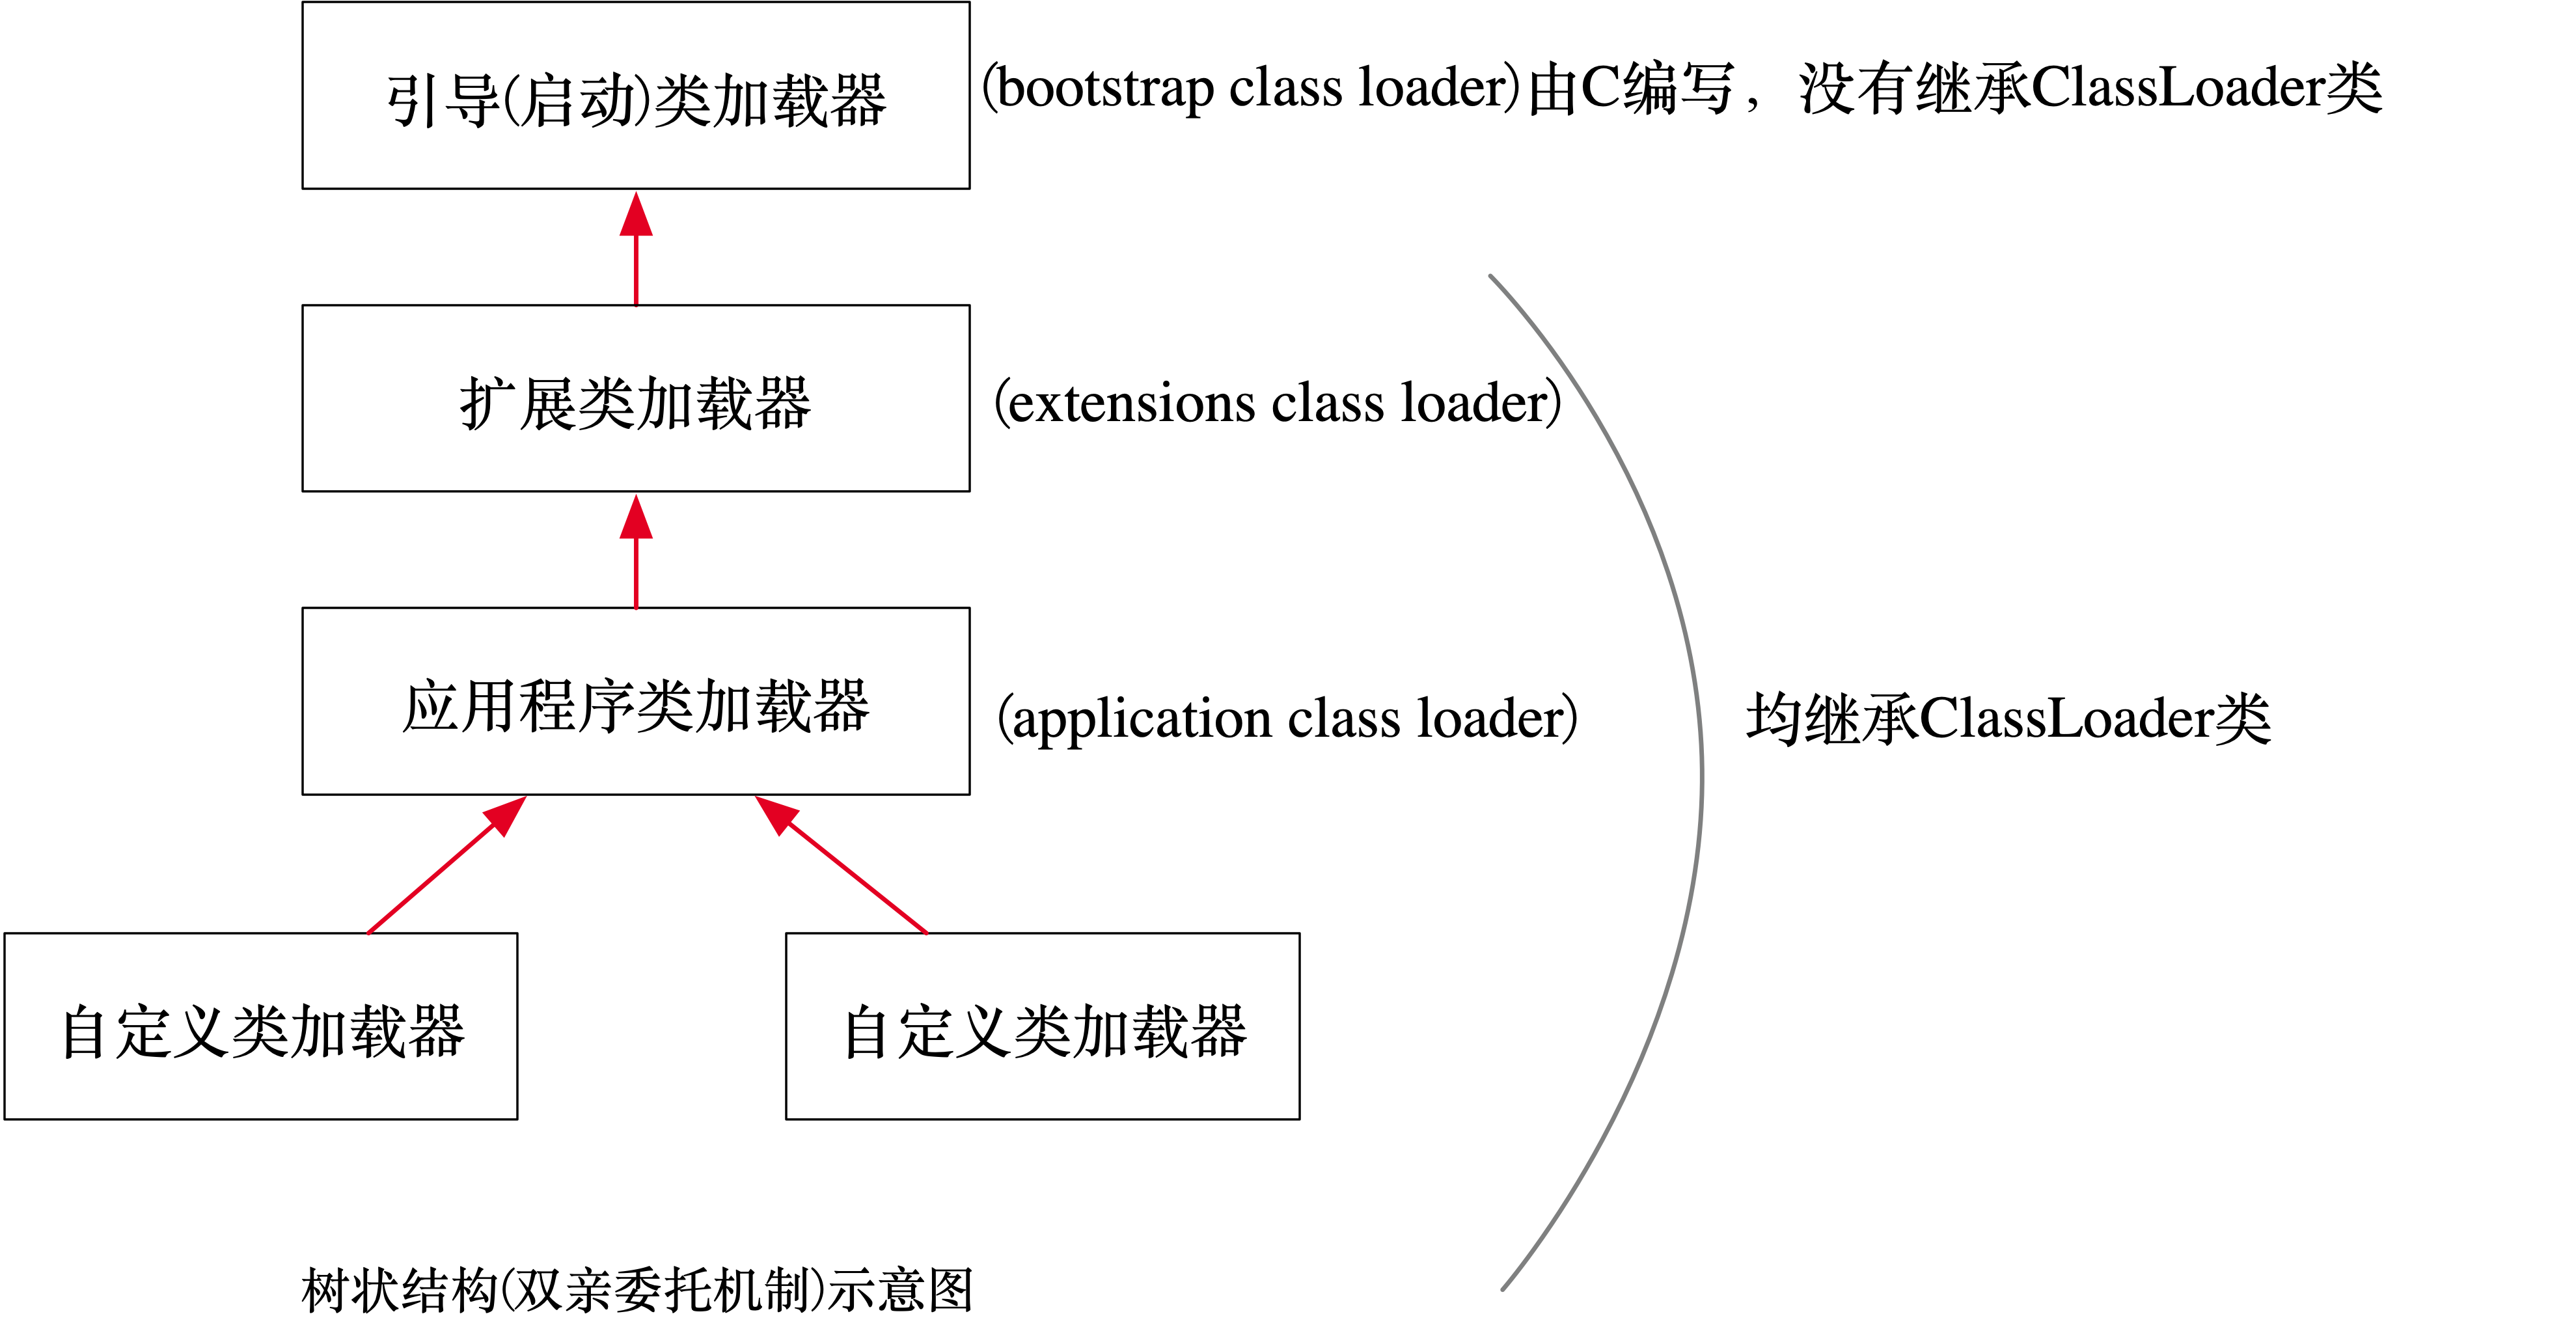 引导(启动)类加载器
(bootstrap class loader)由C编写，没有继承ClassLoader类
扩展类加载器
(extensions class loader)
应用程序类加载器
(application class loader)
均继承ClassLoader类
自定义类加载器
自定义类加载器
树状结构(双亲委托机制)示意图